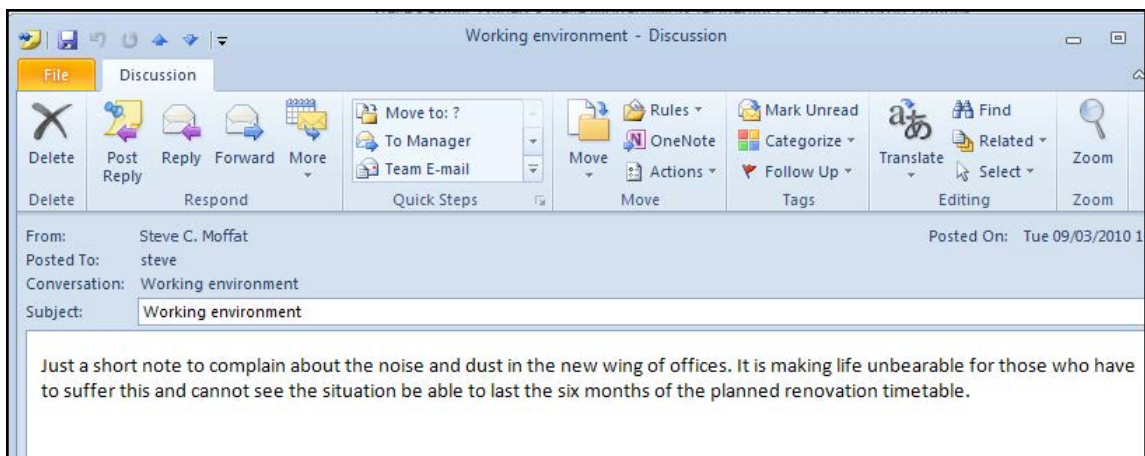 Working environment - Discussion
File Discussion
Move to: ? Rules Mark Unread Find
To Manager OneNote Categorize Related
Delete Post Reply Reply Forward More Team E-mail Move Actions Follow Up Translate Select Zoom
Delete Respond Quick Steps Move Tags Editing Zoom
From: Steve C. Moffat Posted On: Tue 09/03/2010 1
Posted To: steve
Conversation: Working environment
Subject: Working environment
Just a short note to complain about the noise and dust in the new wing of offices. It is making life unbearable for those who have
to suffer this and cannot see the situation be able to last the six months of the planned renovation timetable.